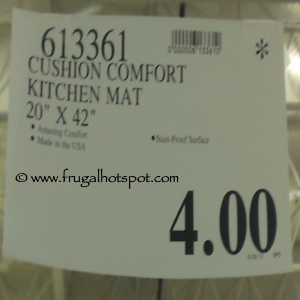 613361
*
CUSHION COMFORT
KITCHEN MAT
20" X 42"
• Amazing Comfort
• Made in the USA
• Stain-Proof Surface
www.frugalhotspot.com
4.00